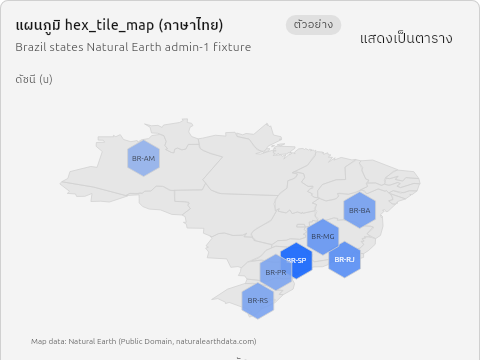 แผนภูมิ hex_tile_map (ภาษาไทย)
ตัวอย่าง
แสดงเป็นตาราง
Brazil states Natural Earth admin-1 fixture
ดัชนี (น)
BR-AM
BR-BA
BR-MG
BR-SP
BR-RJ
BR-PR
BR-RS
Map data: Natural Earth (Public Domain, naturalearthdata.com)